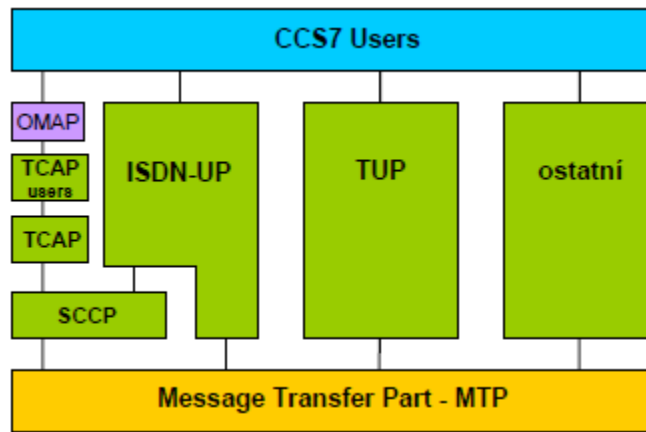 CCS7 Users
OMAP
TCAP
users
TCAP
SCCP
ISDN-UP
TUP
ostatní
Message Transfer Part - MTP